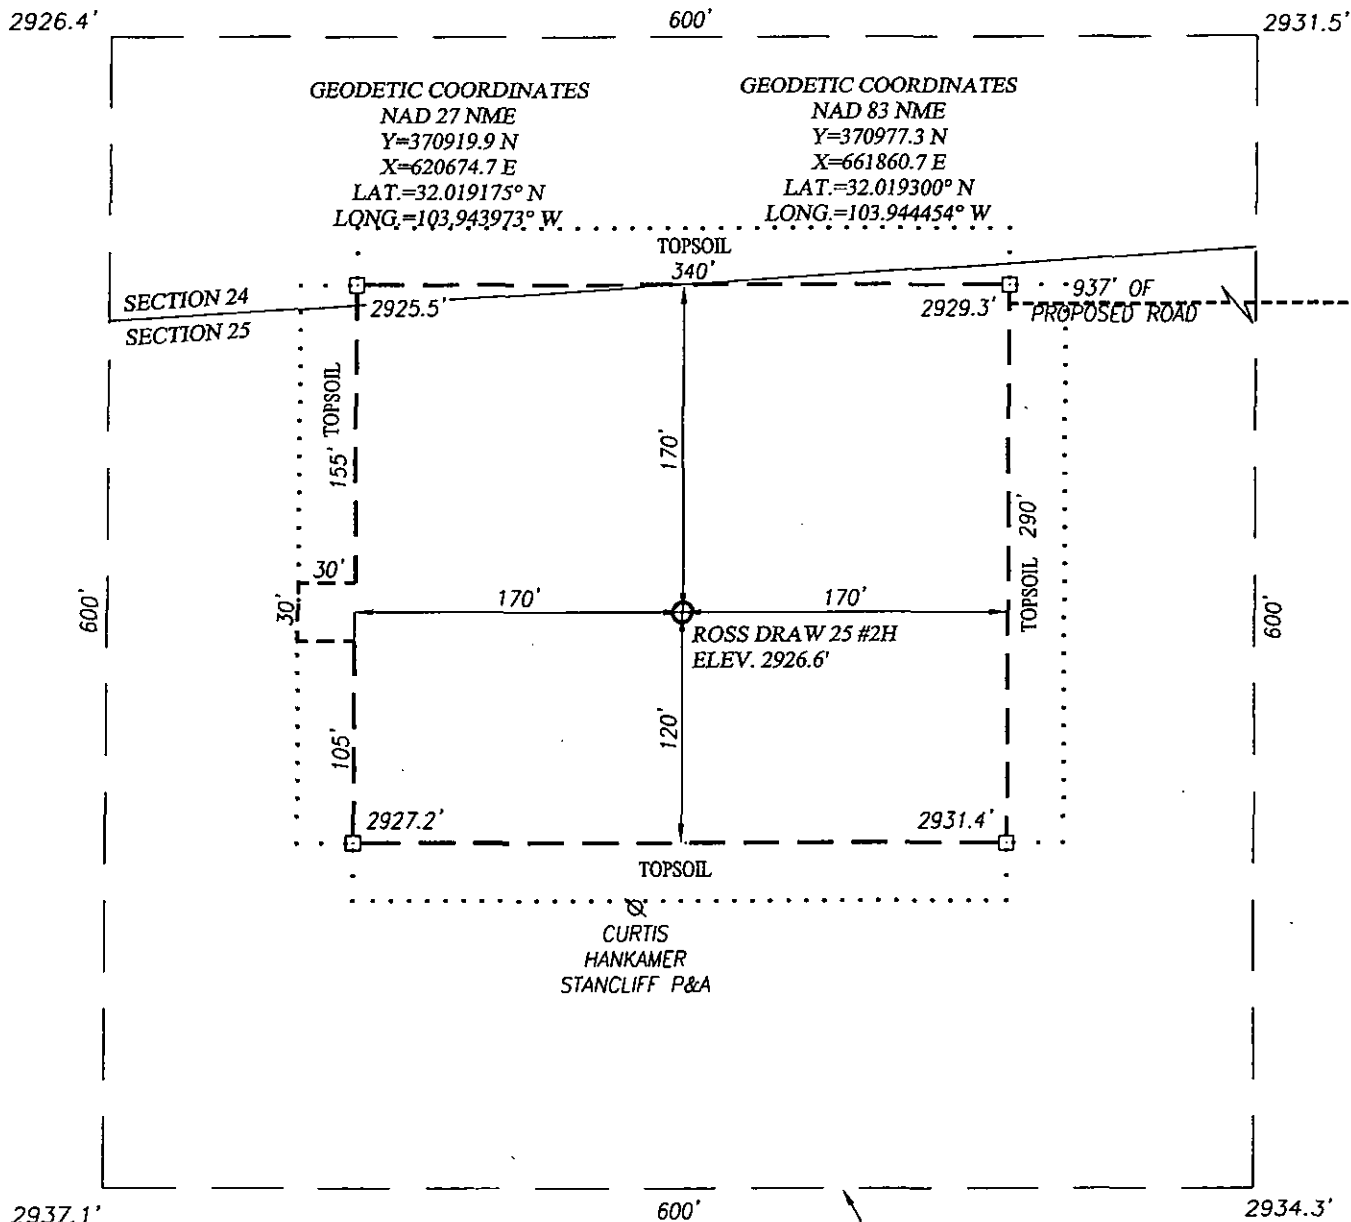 2926.4'
600'
2931.5'
GEODETIC COORDINATES
NAD 27 NME
Y=370919.9 N
X=620674.7 E
LAT.=32.019175° N
LONG.=103.943973° W
GEODETIC COORDINATES
NAD 83 NME
Y=370977.3 N
X=661860.7 E
LAT.=32.019300° N
LONG.=103.944454° W
TOPSOIL
340'
SECTION 24
SECTION 25
2925.5'
2929.3'
937' OF
PROPOSED ROAD
155' TOPSOIL
170'
TOPSOIL 290'
30'
30'
600'
170'
170'
600'
ROSS DRAW 25 #2H
ELEV. 2926.6'
105'
120'
2927.2'
2931.4'
TOPSOIL
CURTIS
HANKAMER
STANCLIFF P&A
2937.1'
600'
2934.3'